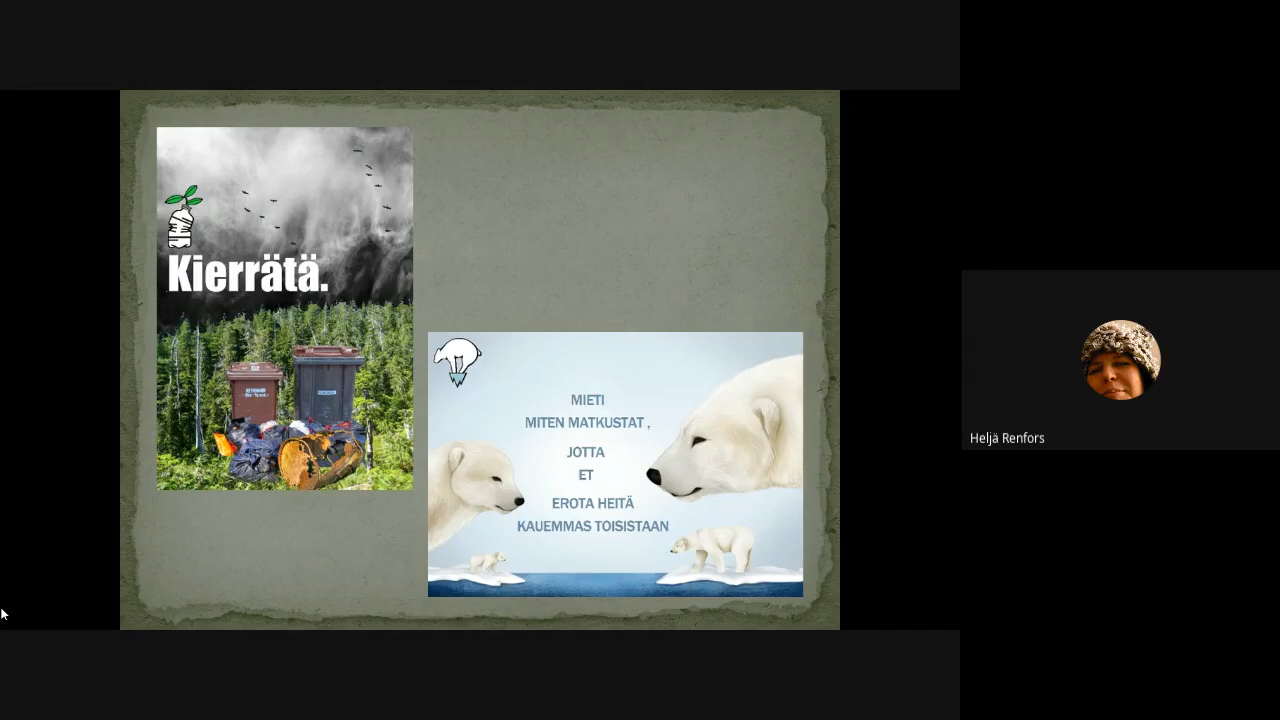 Kierrätä.
MIETI
MITEN MATKUSTAT ,
JOTTA
ET
EROTA HEITÄ
KAUEMMAS TOISISTAAN
Heljä Renfors